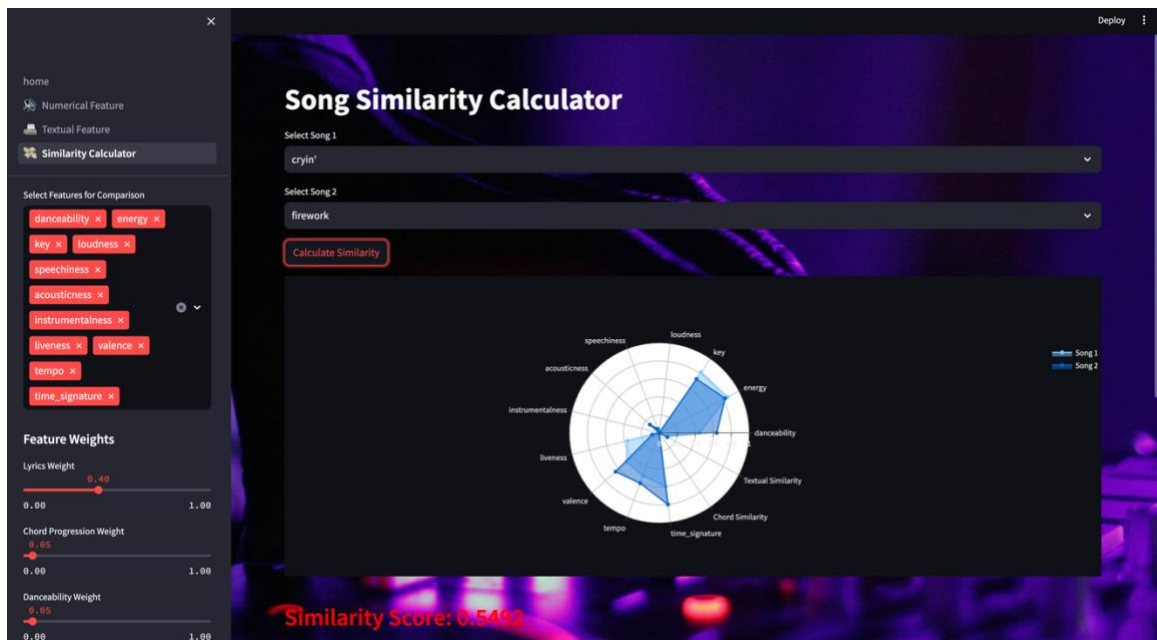 Deploy
home
Numerical Feature
Textual Feature
Similarity Calculator
Select Features for Comparison
danceability × energy ×
key × loudness ×
speechiness ×
acousticness ×
instrumentalness ×
liveness × valence ×
tempo ×
time_signature ×
Feature Weights
Lyrics Weight
0.40
0.00 1.00
Chord Progression Weight
0.05
0.00 1.00
Danceability Weight
0.05
0.00 1.00
Song Similarity Calculator
Select Song 1
cryin'
Select Song 2
firework
Calculate Similarity
loudness
speechiness
key
acousticness
energy
instrumentalness
danceability
liveness
Textual Similarity
valence
Chord Similarity
tempo
time_signature
Song 1
Song 2
Similarity Score: 0.5492